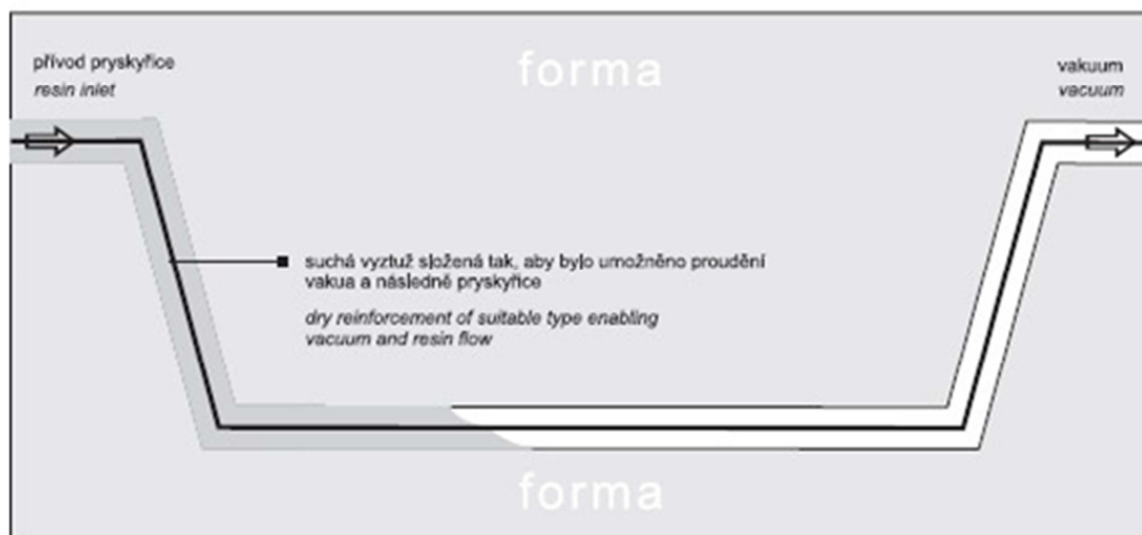 forma
přívod pryskyřice
resin inlet
vakuum
vacuum
suchá vyztuž složená tak, aby bylo umožněno proudění
vakua a následně pryskyřice
dry reinforcement of suitable type enabling
vacuum and resin flow
forma